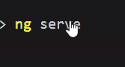 > ng serve